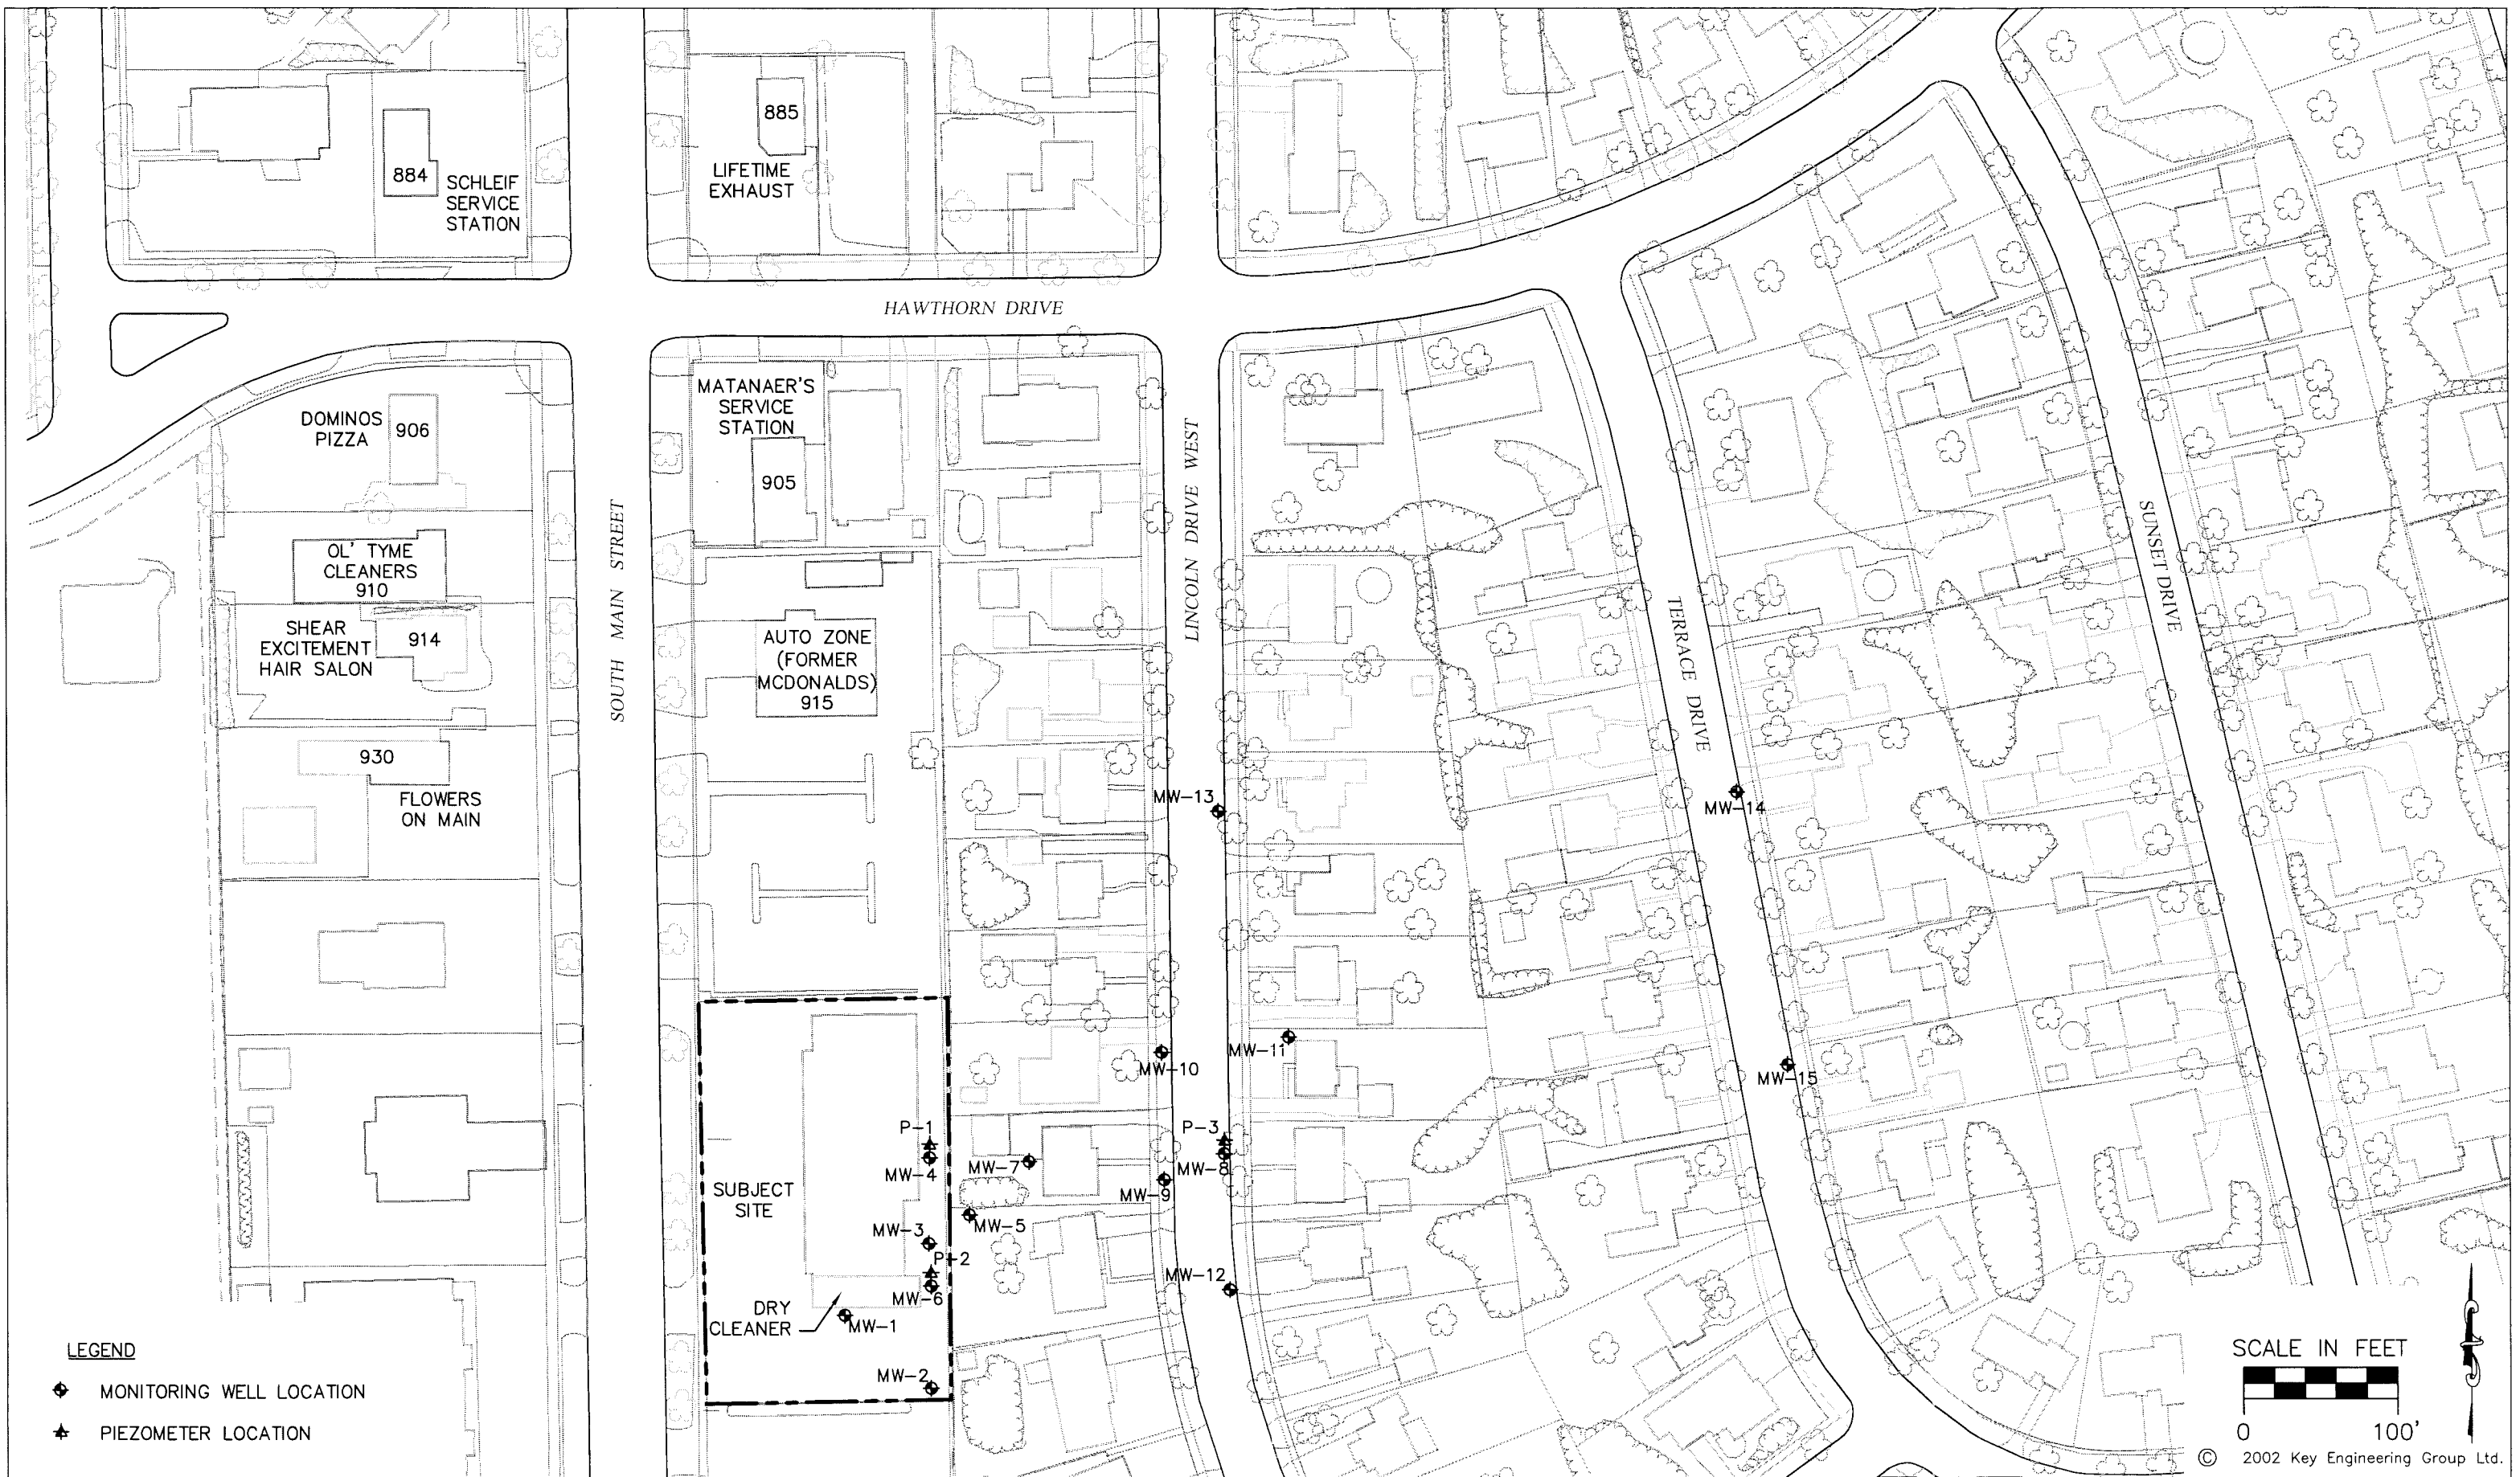 885
LIFETIME
EXHAUST
884
SCHLEIF
SERVICE
STATION
HAWTHORN DRIVE
MATANAER'S
SERVICE
STATION
905
DOMINOS
PIZZA
906
OL' TYME
CLEANERS
910
SHEAR
EXCITEMENT
HAIR SALON
914
930
FLOWERS
ON MAIN
SOUTH MAIN STREET
AUTO ZONE
(FORMER
MCDONALDS)
915
LINCOLN DRIVE WEST
TERRACE DRIVE
SUNSET DRIVE
MW-13
MW-14
MW-11
MW-10
MW-15
P-1
MW-4
MW-7
P-3
MW-8
MW-9
SUBJECT
SITE
MW-5
MW-3
P-2
MW-6
MW-12
DRY
CLEANER
MW-1
MW-2
LEGEND
MONITORING WELL LOCATION
PIEZOMETER LOCATION
SCALE IN FEET
0 100'
© 2002 Key Engineering Group Ltd.